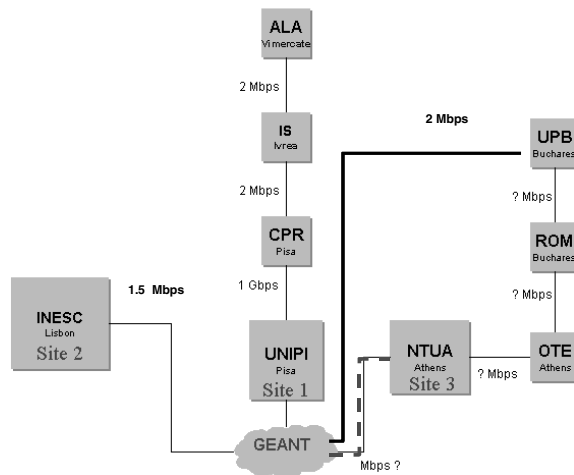 ALA
Vimercate
2 Mbps
IS
Ivrea
2 Mbps
2 Mbps
UPB
Buchares
? Mbps
CPR
Pisa
ROM
Buchares
1 Gbps
1.5 Mbps
? Mbps
INESC
Lisbon
Site 2
UNIPI
Pisa
Site 1
NTUA
Athens
Site 3
? Mbps
OTE
Athens
GEANT
Mbps ?